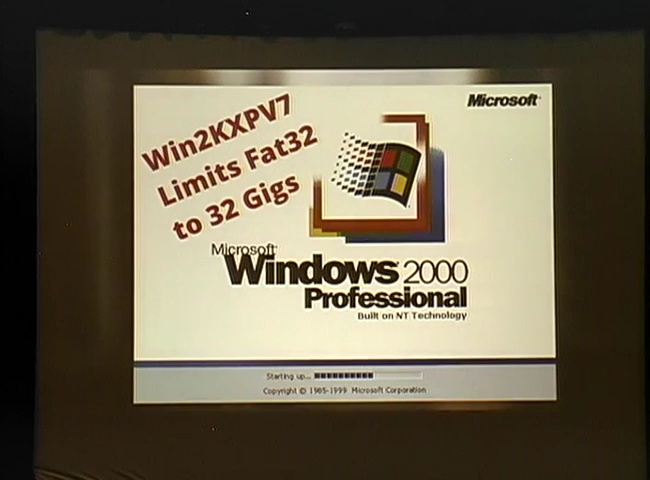 Microsoft
Win2KXPV7
Limits Fat32
to 32 Gigs
Microsoft
Windows 2000
Professional
Built on NT Technology
Starting up...
Copyright © 1985-1999 Microsoft Corporation